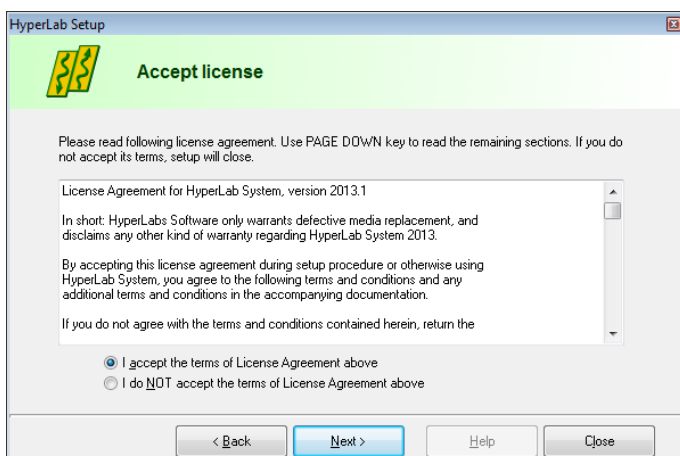 HyperLab Setup
Accept license
Please read following license agreement. Use PAGE DOWN key to read the remaining sections. If you do
not accept its terms, setup will close.
License Agreement for HyperLab System, version 2013.1
In short: HyperLabs Software only warrants defective media replacement, and
disclaims any other kind of warranty regarding HyperLab System 2013.
By accepting this license agreement during setup procedure or otherwise using
HyperLab System, you agree to the following terms and conditions and any
additional terms and conditions in the accompanying documentation.
If you do not agree with the terms and conditions contained herein, return the
I accept the terms of License Agreement above
I do NOT accept the terms of License Agreement above
< Back Next > Help Close